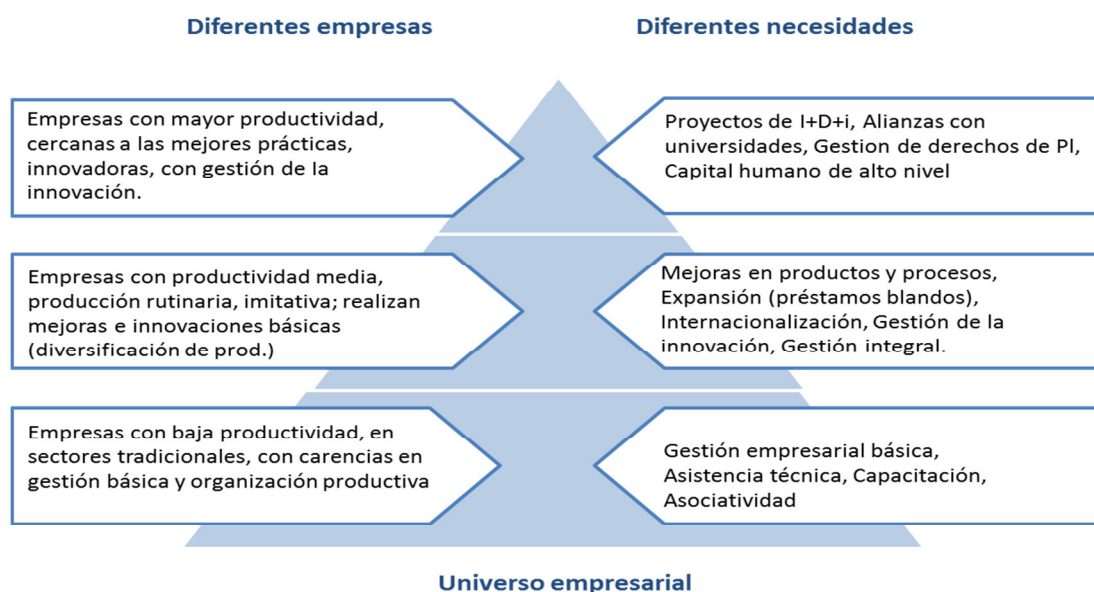 Diferentes empresas
Diferentes necesidades
Empresas con mayor productividad,
cercanas a las mejores prácticas,
innovadoras, con gestión de la
innovación.
Proyectos de I+D+i, Alianzas con
universidades, Gestion de derechos de PI,
Capital humano de alto nivel
Empresas con productividad media,
producción rutinaria, imitativa; realizan
mejoras e innovaciones básicas
(diversificación de prod.)
Mejoras en productos y procesos,
Expansión (préstamos blandos),
Internacionalización, Gestión de la
innovación, Gestión integral.
Empresas con baja productividad, en
sectores tradicionales, con carencias en
gestión básica y organización productiva
Gestión empresarial básica,
Asistencia técnica, Capacitación,
Asociatividad
Universo empresarial